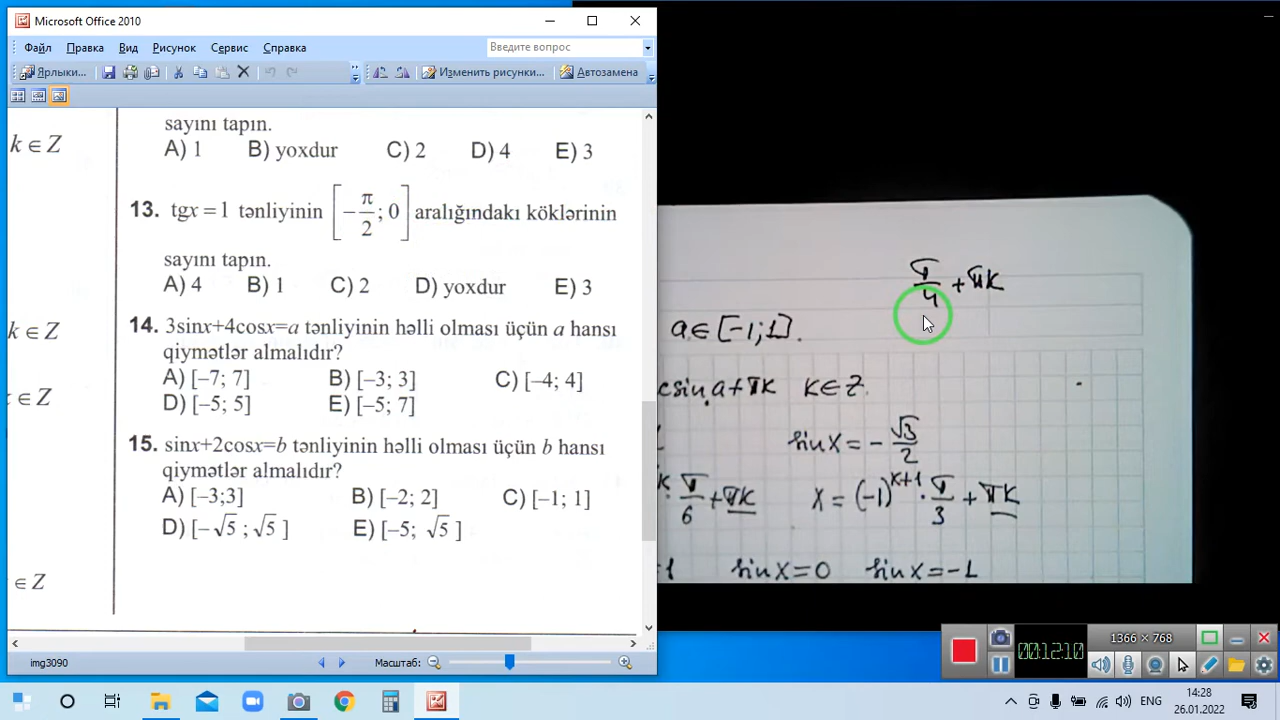 Microsoft Office 2010
Файл Правка Вид Рисунок Сервис Справка
Введите вопрос
Ярлыки... Изменить рисунки... Автозамена
k ∈ Z
sayını tapın.
A) 1 B) yoxdur C) 2 D) 4 E) 3
13. tgx = 1 tənliyinin [−π/2; 0] aralığındakı köklərinin
sayını tapın.
A) 4 B) 1 C) 2 D) yoxdur E) 3
k ∈ Z
14. 3sinx+4cosx=a tənliyinin həlli olması üçün a hansı
qiymətlər almalıdır?
A) [–7; 7] B) [–3; 3] C) [–4; 4]
D) [–5; 5] E) [–5; 7]
∈ Z
15. sinx+2cosx=b tənliyinin həlli olması üçün b hansı
qiymətlər almalıdır?
A) [–3;3] B) [–2; 2] C) [–1; 1]
D) [–√5 ; √5 ] E) [–5; √5 ]
∈ Z
img3090
Масштаб:
π/4 + πk
a ∈ [-1; 1].
csin a + πk k ∈ Z
sin x = - √3/2
π/6 + πk x = (-1)^k+1 · π/3 + πk
=1 sin x = 0 sin x = -1
00:12:10
1366 × 768
ENG
14:28
26.01.2022